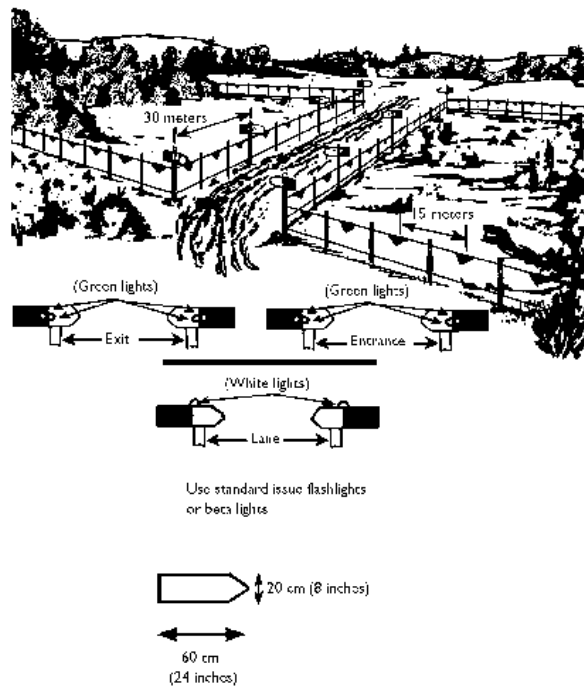 30 meters
15 meters
(Green lights)
(Green lights)
Exit
Entrance
(White lights)
Lane
Use standard issue flashlights
or beta lights
20 cm (8 inches)
60 cm
(24 inches)